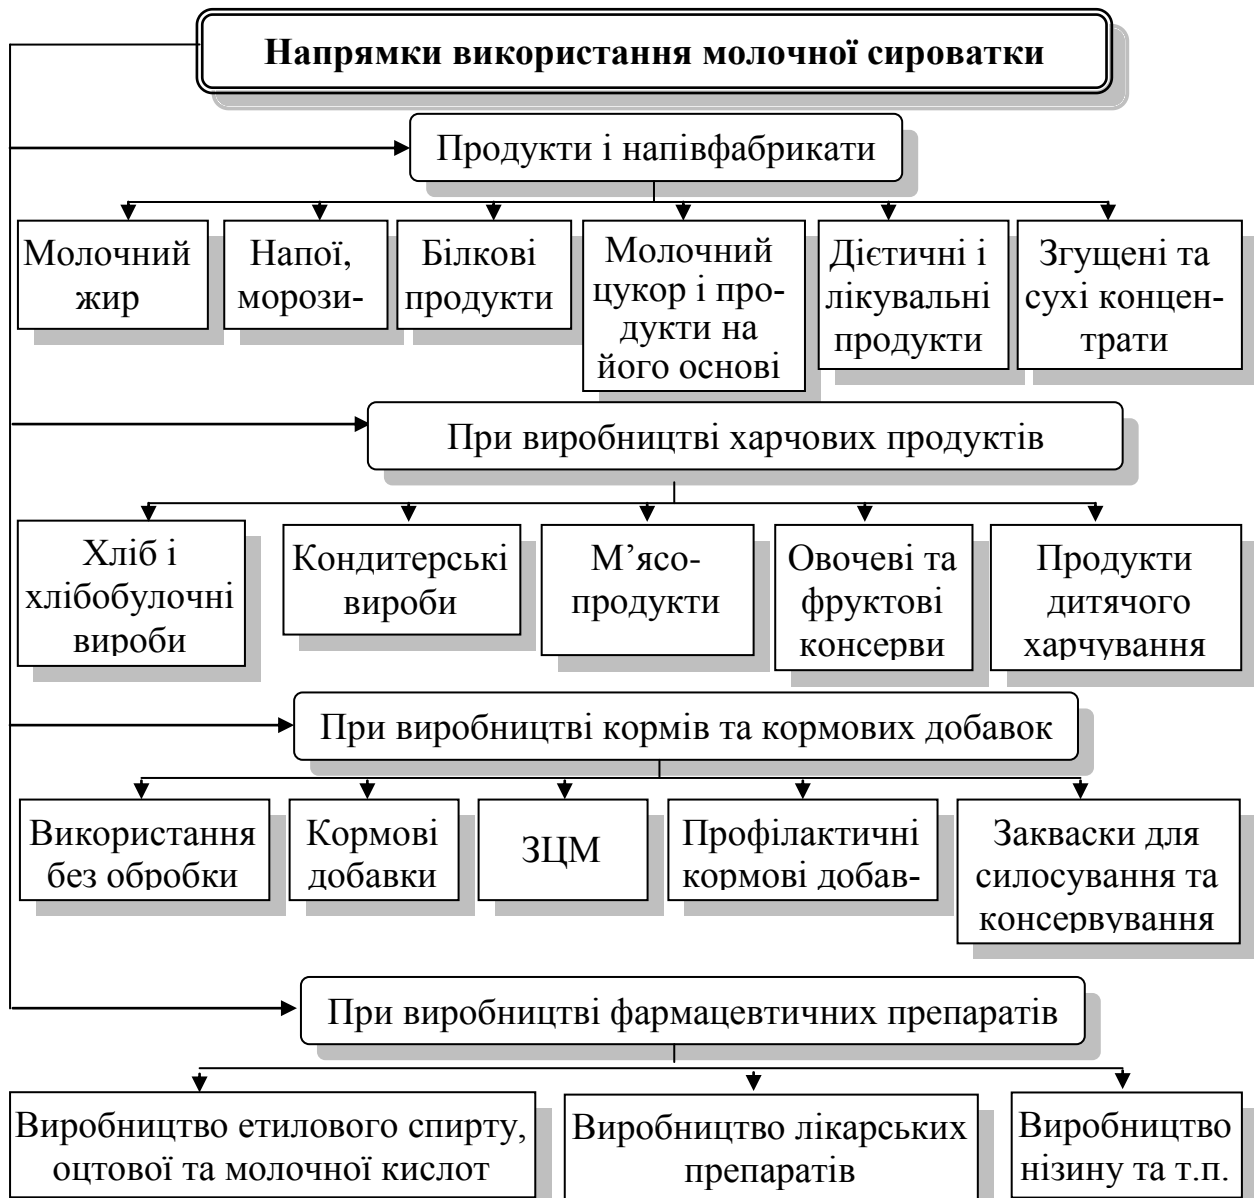 Напрямки використання молочної сироватки
Продукти і напівфабрикати
Молочний
жир
Напої,
морози-
Білкові
продукти
Молочний
цукор і про-
дукти на
його основі
Дієтичні і
лікувальні
продукти
Згущені та
сухі концен-
трати
При виробництві харчових продуктів
Хліб і
хлібобулочні
вироби
Кондитерські
вироби
М’ясо-
продукти
Овочеві та
фруктові
консерви
Продукти
дитячого
харчування
При виробництві кормів та кормових добавок
Використання
без обробки
Кормові
добавки
ЗЦМ
Профілактичні
кормові добав-
Закваски для
силосування та
консервування
При виробництві фармацевтичних препаратів
Виробництво етилового спирту,
оцтової та молочної кислот
Виробництво лікарських
препаратів
Виробництво
нізину та т.п.